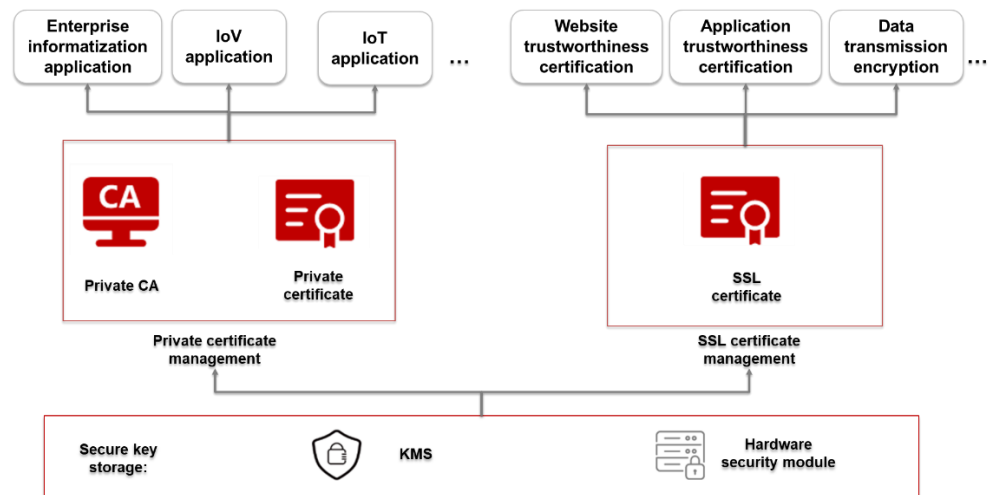 Enterprise
informatization
application
IoV
application
IoT
application
...
Website
trustworthiness
certification
Application
trustworthiness
certification
Data
transmission
encryption
...
CA
Private CA
Private
certificate
SSL
certificate
Private certificate
management
SSL certificate
management
Secure key
storage:
KMS
Hardware
security module